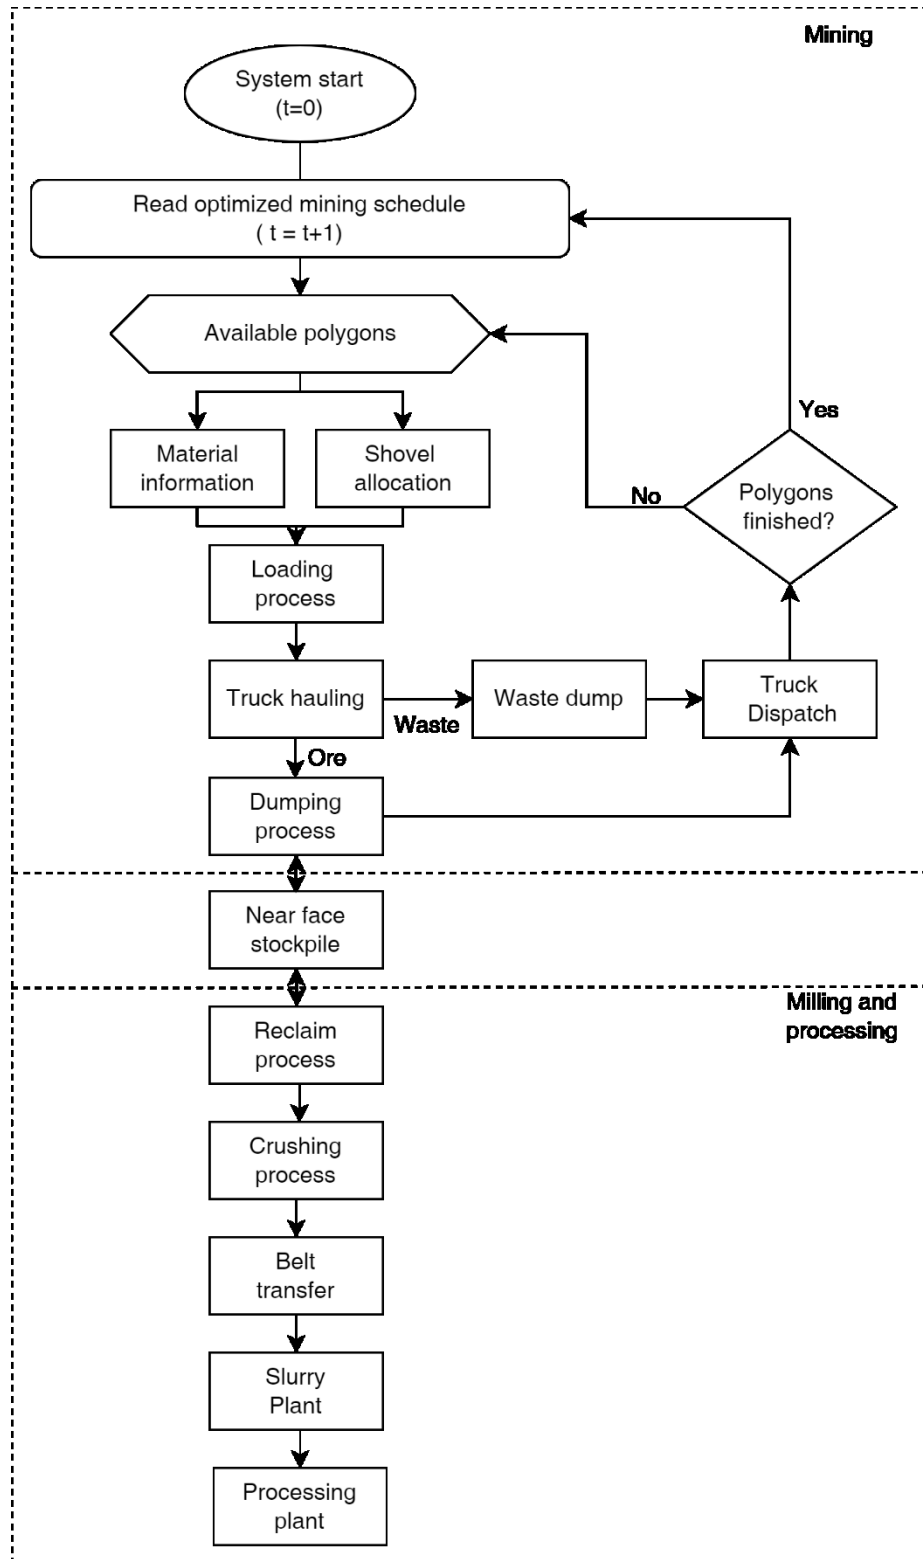 Mining
System start
(t=0)
Read optimized mining schedule
( t = t+1)
Available polygons
Yes
Material
information
Shovel
allocation
No
Polygons
finished?
Loading
process
Truck hauling
Waste
Waste dump
Truck
Dispatch
Ore
Dumping
process
Near face
stockpile
Milling and
processing
Reclaim
process
Crushing
process
Belt
transfer
Slurry
Plant
Processing
plant